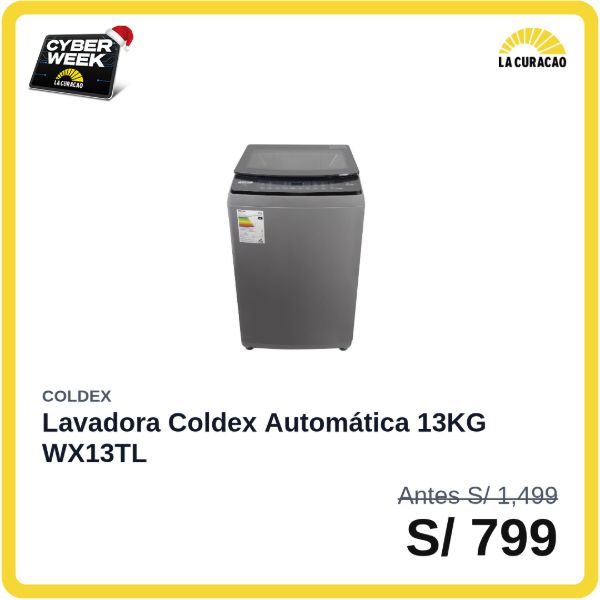 CYBER
WEEK
LA CURACAO
LA CURACAO
COLDEX
Lavadora Coldex Automática 13KG
WX13TL
Antes S/ 1,499
S/ 799